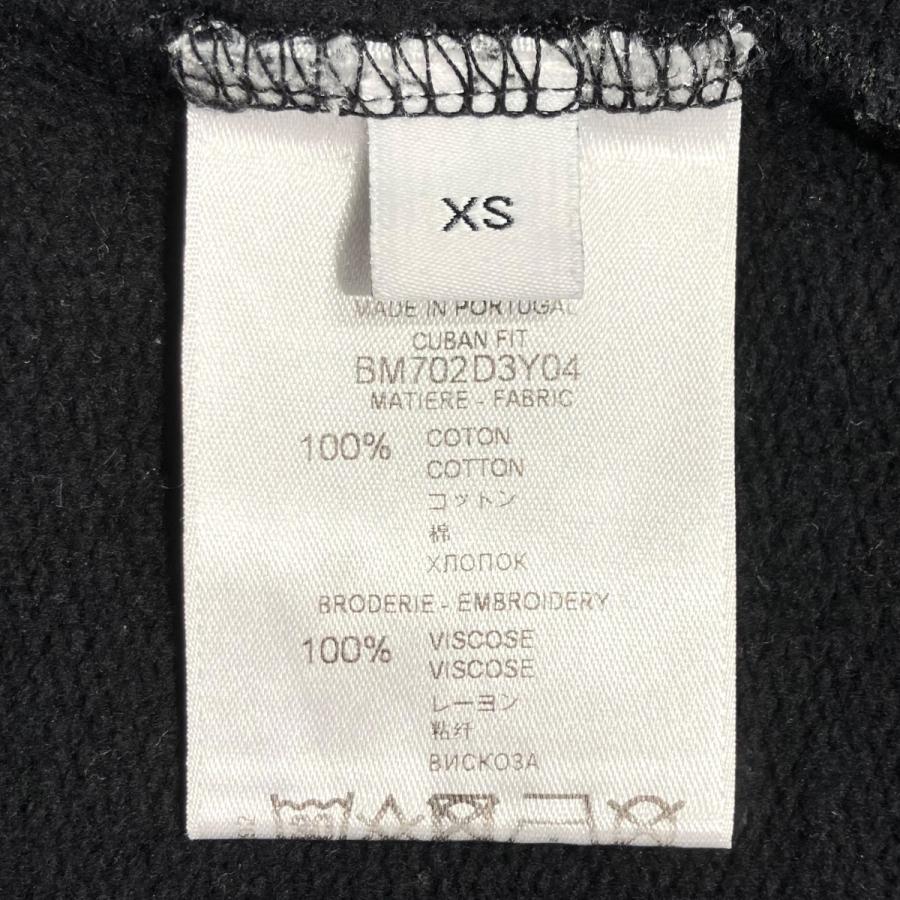 XS
MADE IN PORTUGAL
CUBAN FIT
BM702D3Y04
MATIERE - FABRIC
100% COTON
COTTON
コットン
棉
ХЛОПОК
BRODERIE - EMBROIDERY
100% VISCOSE
VISCOSE
レーヨン
粘纤
ВИСКОЗА